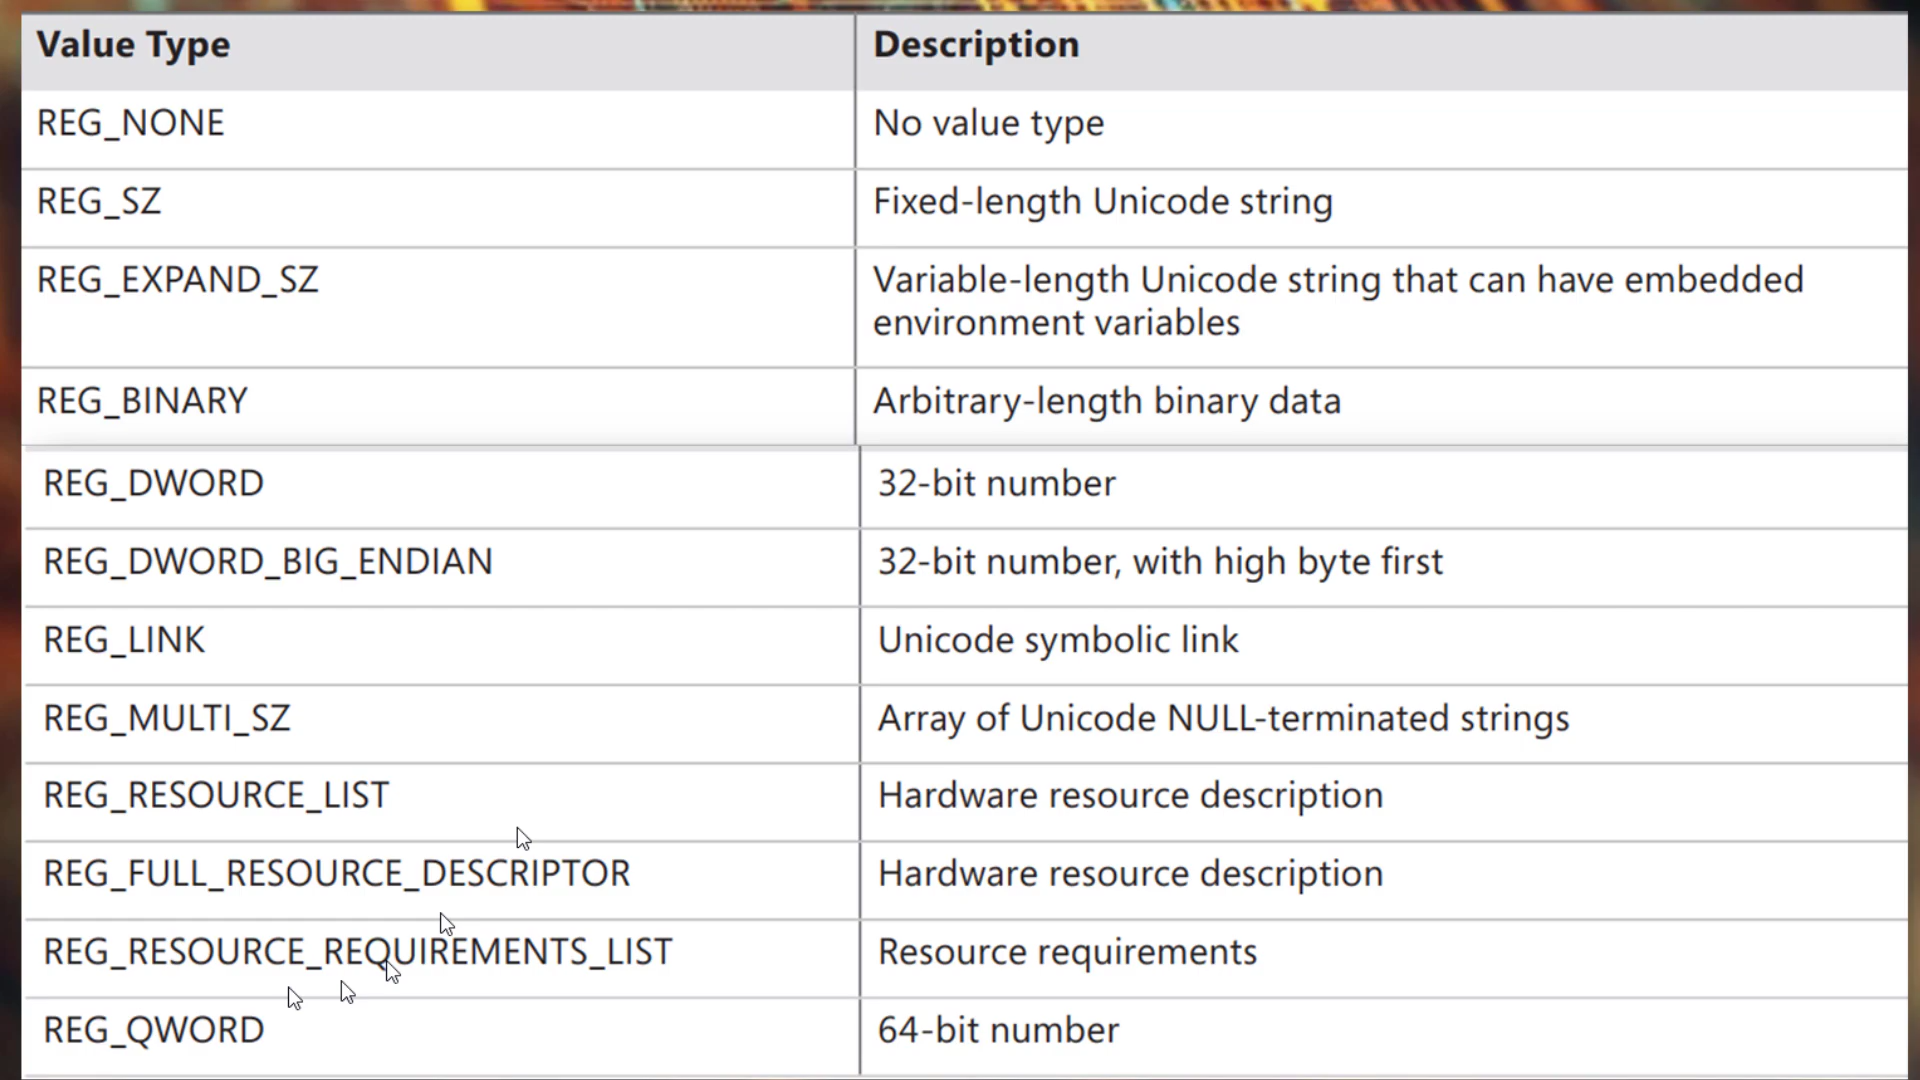 Value Type
Description
REG_NONE
No value type
REG_SZ
Fixed-length Unicode string
REG_EXPAND_SZ
Variable-length Unicode string that can have embedded
environment variables
REG_BINARY
Arbitrary-length binary data
REG_DWORD
32-bit number
REG_DWORD_BIG_ENDIAN
32-bit number, with high byte first
REG_LINK
Unicode symbolic link
REG_MULTI_SZ
Array of Unicode NULL-terminated strings
REG_RESOURCE_LIST
Hardware resource description
REG_FULL_RESOURCE_DESCRIPTOR
Hardware resource description
REG_RESOURCE_REQUIREMENTS_LIST
Resource requirements
REG_QWORD
64-bit number